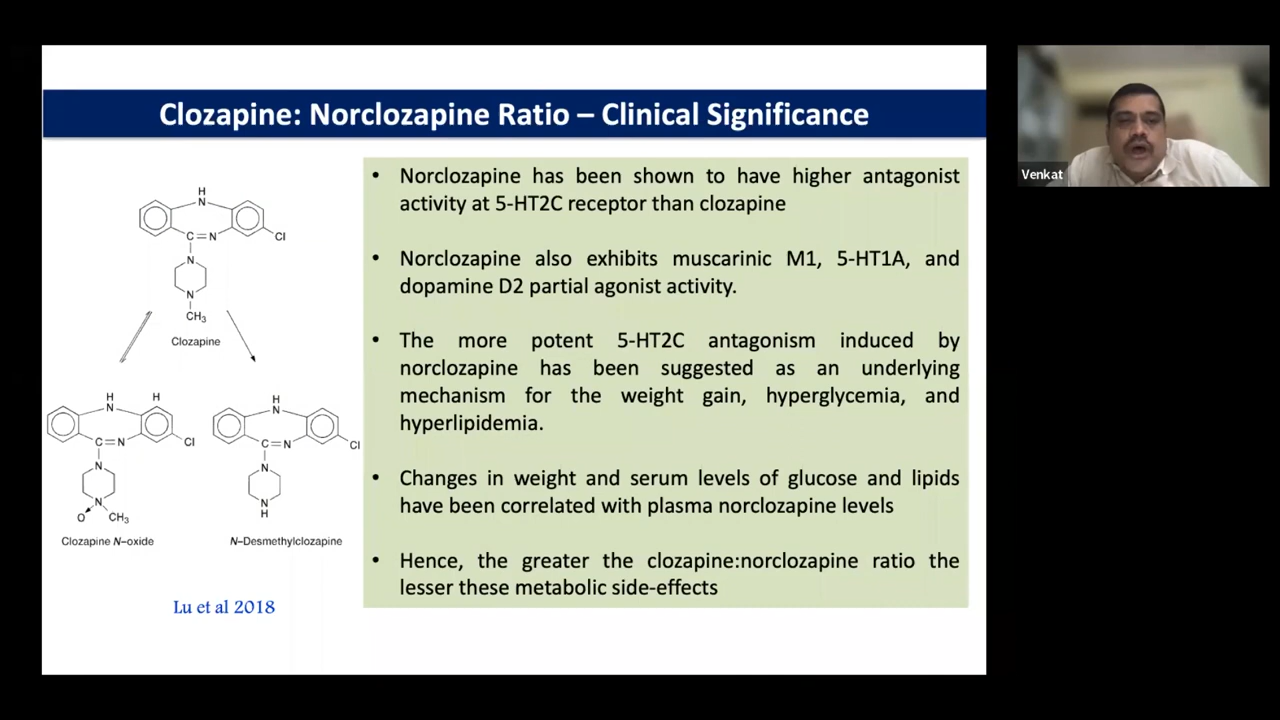 Clozapine: Norclozapine Ratio – Clinical Significance
H
N
C=N
Cl
N
N
CH3
Clozapine
H
N
H
C=N
Cl
N
N
O
CH3
Clozapine N–oxide
H
N
C=N
Cl
N
N
H
N–Desmethylclozapine
Lu et al 2018
• Norclozapine has been shown to have higher antagonist
activity at 5-HT2C receptor than clozapine
• Norclozapine also exhibits muscarinic M1, 5-HT1A, and
dopamine D2 partial agonist activity.
• The more potent 5-HT2C antagonism induced by
norclozapine has been suggested as an underlying
mechanism for the weight gain, hyperglycemia, and
hyperlipidemia.
• Changes in weight and serum levels of glucose and lipids
have been correlated with plasma norclozapine levels
• Hence, the greater the clozapine:norclozapine ratio the
lesser these metabolic side-effects
Venkat